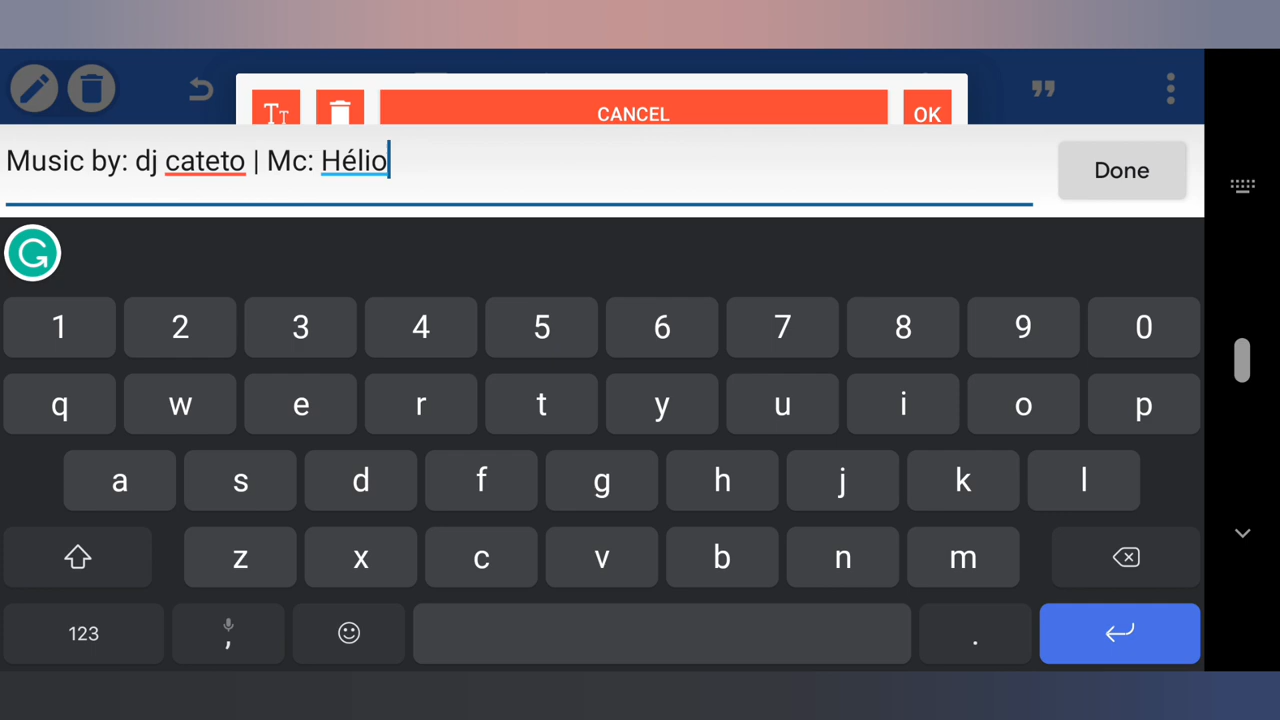 Tт CANCEL OK
Music by: dj cateto | Mc: Hélio
Done
1 2 3 4 5 6 7 8 9 0
q w e r t y u i o p
a s d f g h j k l
z x c v b n m
123 , .